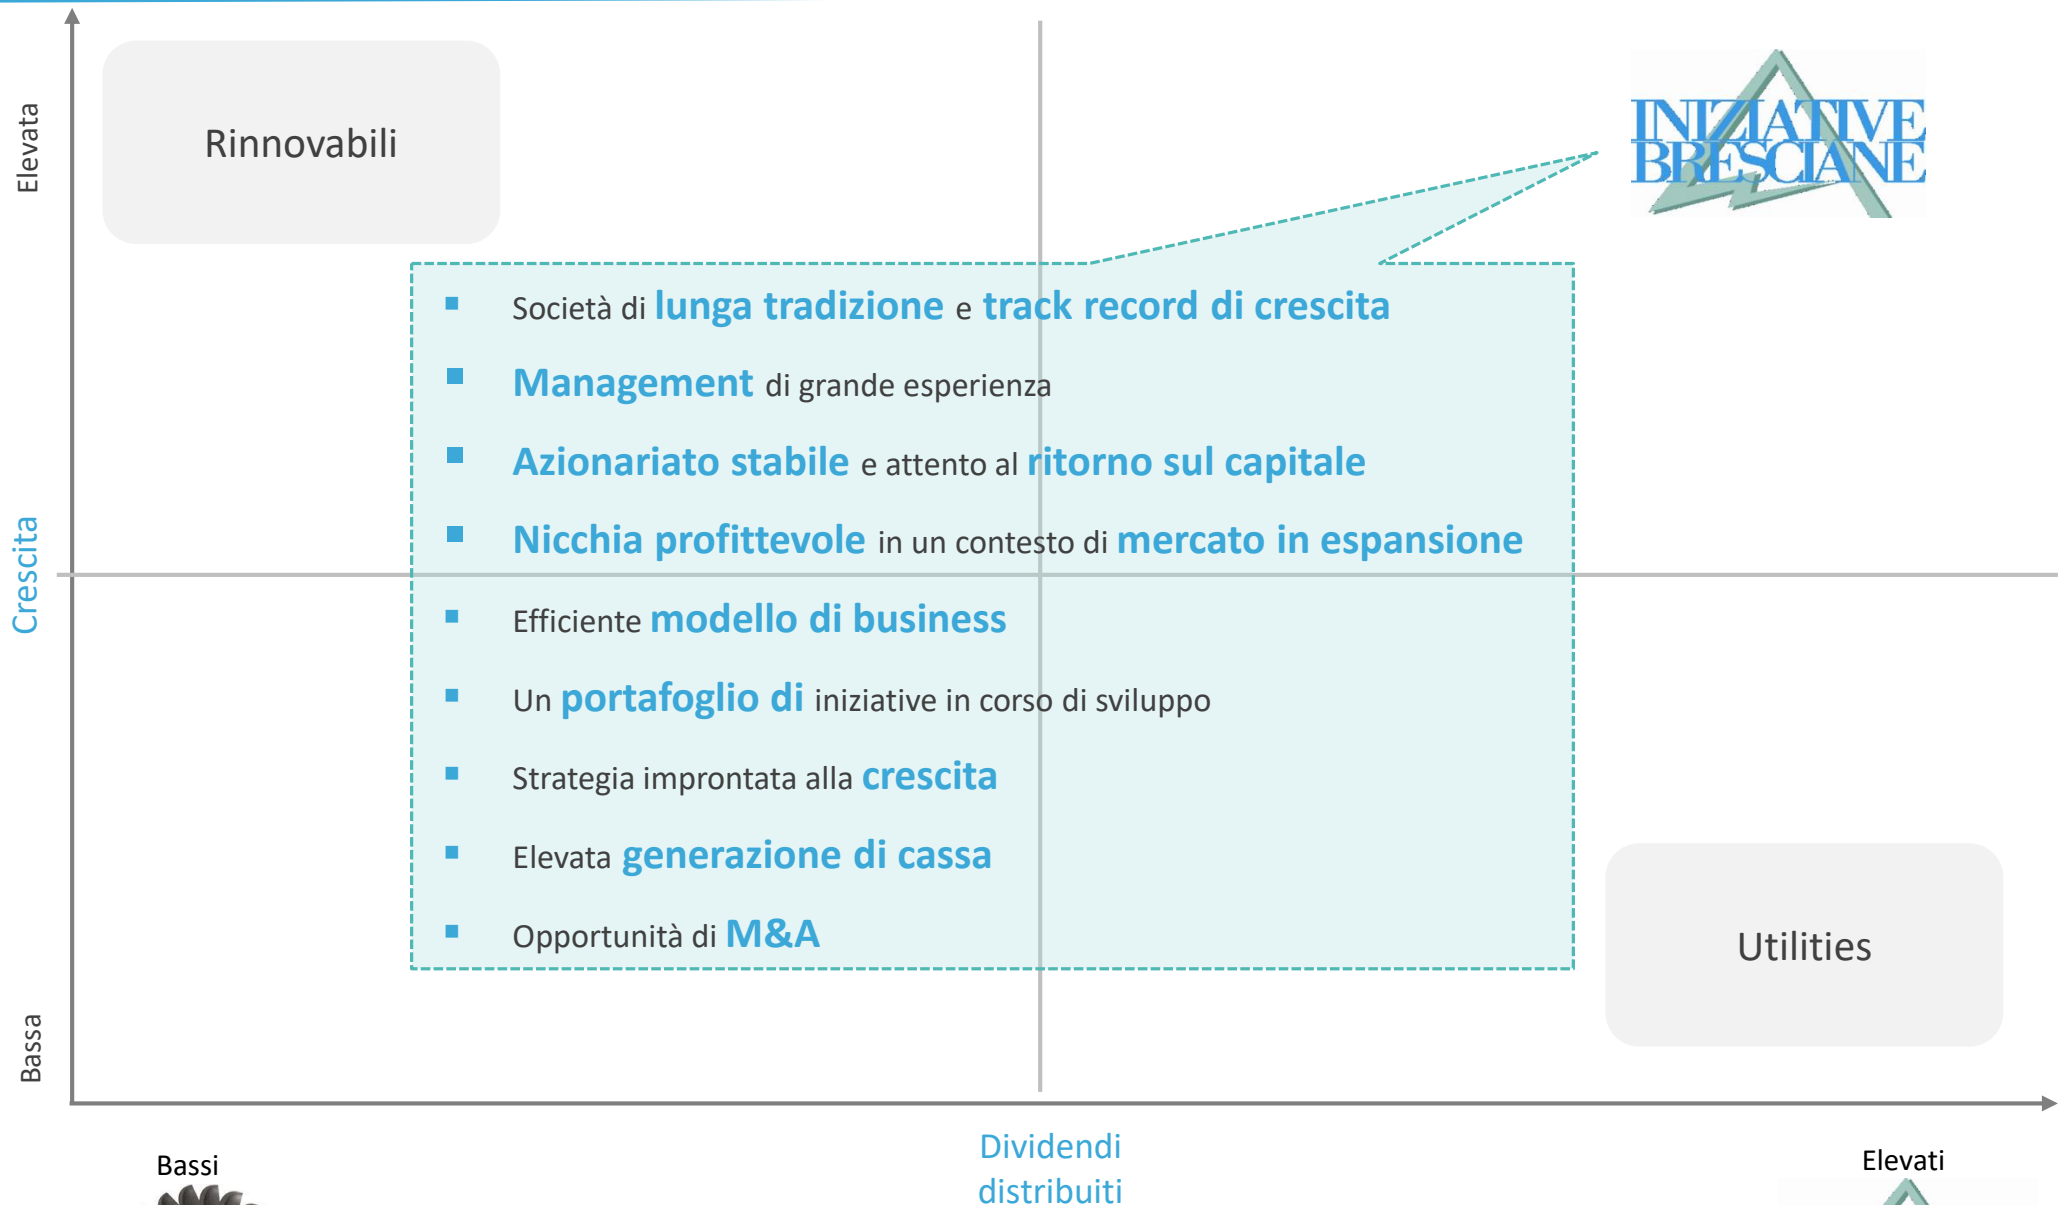 Elevata
Rinnovabili
INIZIATIVE
BRESCIANE
Società di lunga tradizione e track record di crescita
Management di grande esperienza
Azionariato stabile e attento al ritorno sul capitale
Nicchia profittevole in un contesto di mercato in espansione
Crescita
Efficiente modello di business
Un portafoglio di iniziative in corso di sviluppo
Strategia improntata alla crescita
Elevata generazione di cassa
Opportunità di M&A
Utilities
Bassa
Bassi
Dividendi
distribuiti
Elevati